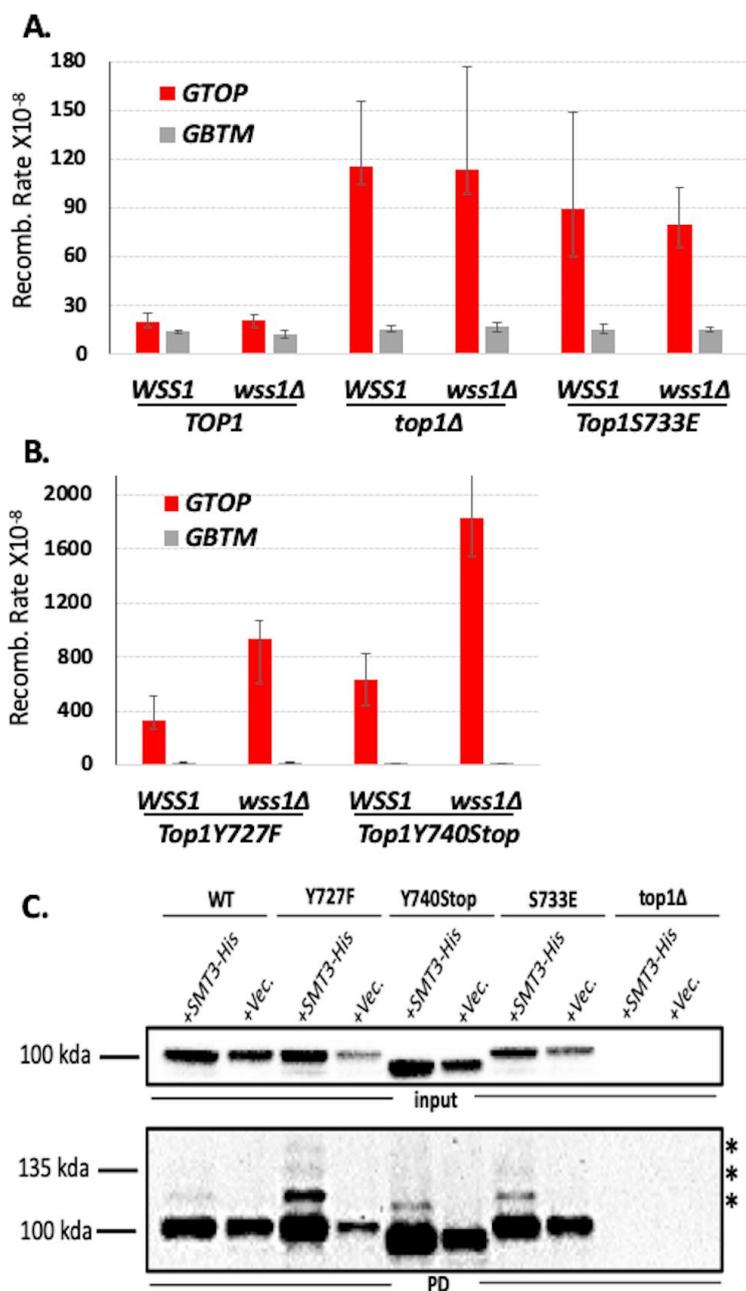 A.
180
150
120
90
60
30
0
Recomb. Rate X10-8
GTOP
GBTM
WSS1 wss1Δ WSS1 wss1Δ WSS1 wss1Δ
TOP1 top1Δ Top1S733E
B.
2000
1600
1200
800
400
0
Recomb. Rate X10-8
GTOP
GBTM
WSS1 wss1Δ WSS1 wss1Δ
Top1Y727F Top1Y740Stop
C.
WT Y727F Y740Stop S733E top1Δ
+SMT3-His +Vec. +SMT3-His +Vec. +SMT3-His +Vec. +SMT3-His +Vec. +SMT3-His +Vec.
100 kda
input
135 kda
100 kda
*
*
*
PD